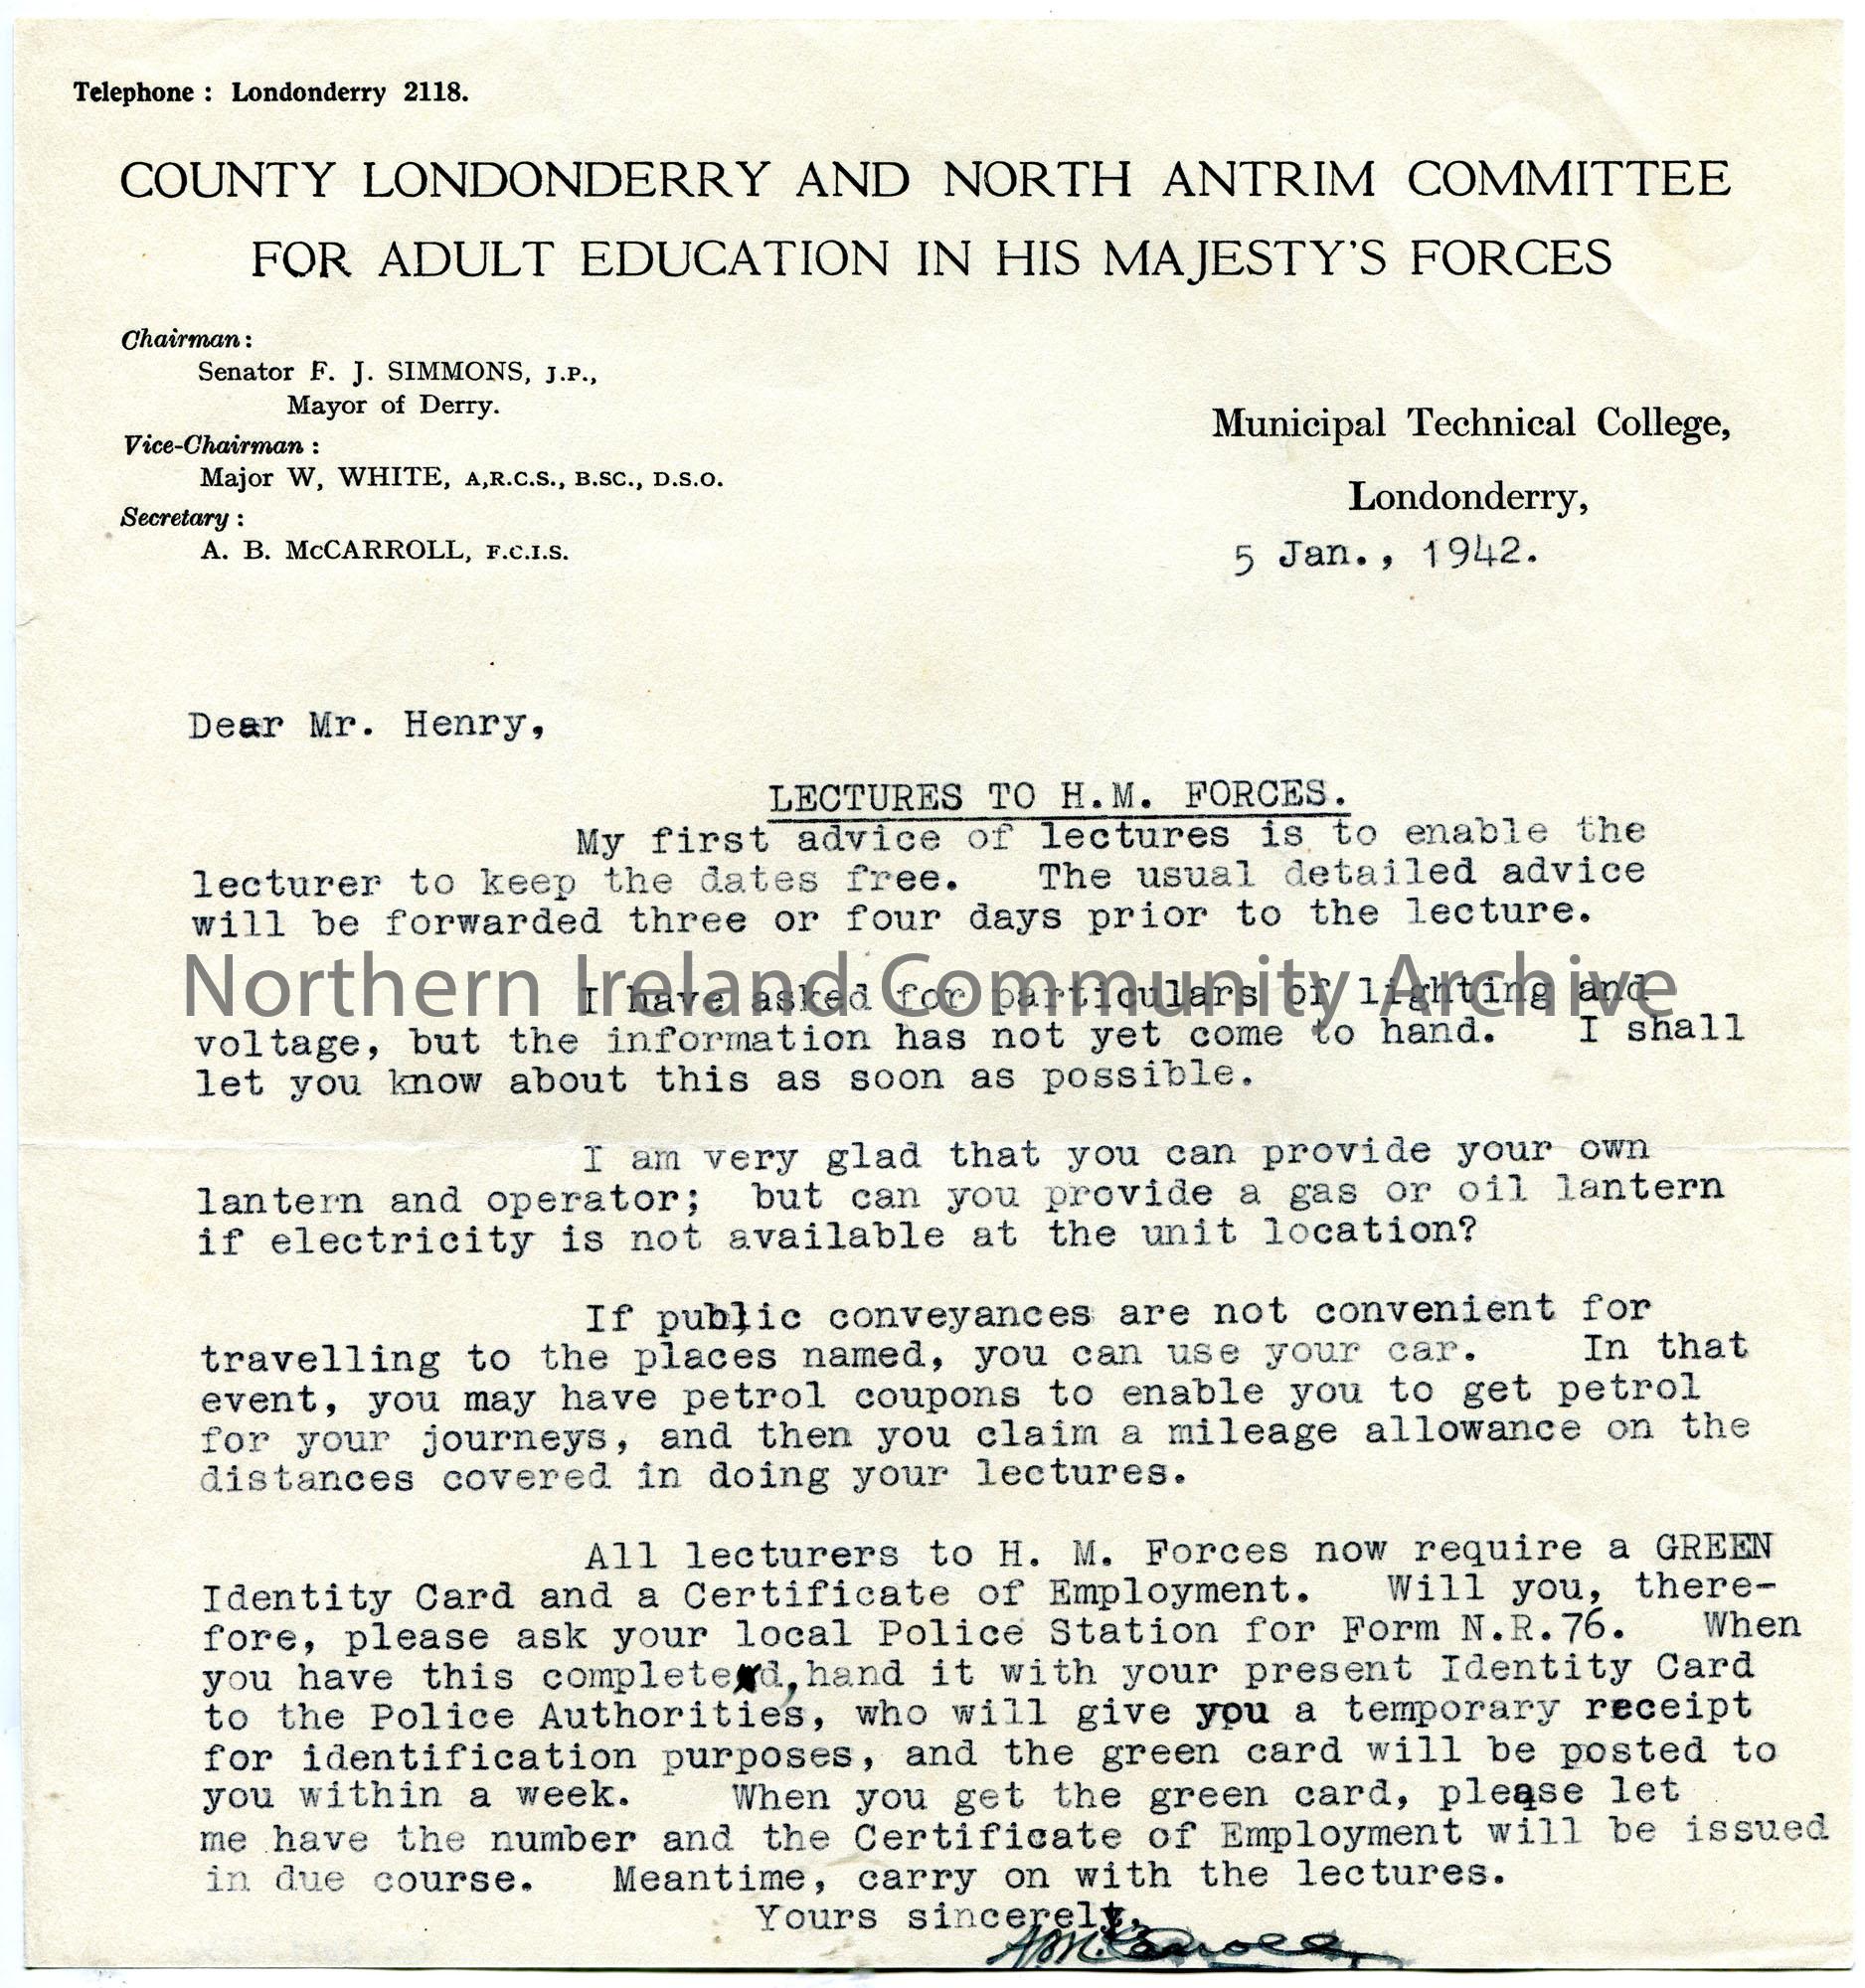 Telephone : Londonderry 2118.
COUNTY LONDONDERRY AND NORTH ANTRIM COMMITTEE
FOR ADULT EDUCATION IN HIS MAJESTY'S FORCES
Chairman :
Senator F. J. SIMMONS, J.P.,
Mayor of Derry.
Vice-Chairman :
Major W, WHITE, A,R.C.S., B.SC., D.S.O.
Secretary :
A. B. McCARROLL, F.C.I.S.
Municipal Technical College,
Londonderry,
5 Jan., 1942.
Dear Mr. Henry,
LECTURES TO H.M. FORCES.
My first advice of lectures is to enable the
lecturer to keep the dates free. The usual detailed advice
will be forwarded three or four days prior to the lecture.
Northern Ireland Community Archive
I have asked for particulars of lighting and
voltage, but the information has not yet come to hand. I shall
let you know about this as soon as possible.
I am very glad that you can provide your own
lantern and operator; but can you provide a gas or oil lantern
if electricity is not available at the unit location?
If public conveyances are not convenient for
travelling to the places named, you can use your car. In that
event, you may have petrol coupons to enable you to get petrol
for your journeys, and then you claim a mileage allowance on the
distances covered in doing your lectures.
All lecturers to H. M. Forces now require a GREEN
Identity Card and a Certificate of Employment. Will you, there-
fore, please ask your local Police Station for Form N.R.76. When
you have this completed, hand it with your present Identity Card
to the Police Authorities, who will give you a temporary receipt
for identification purposes, and the green card will be posted to
you within a week. When you get the green card, please let
me have the number and the Certificate of Employment will be issued
in due course. Meantime, carry on with the lectures.
Yours sincerely,
A B McCarroll